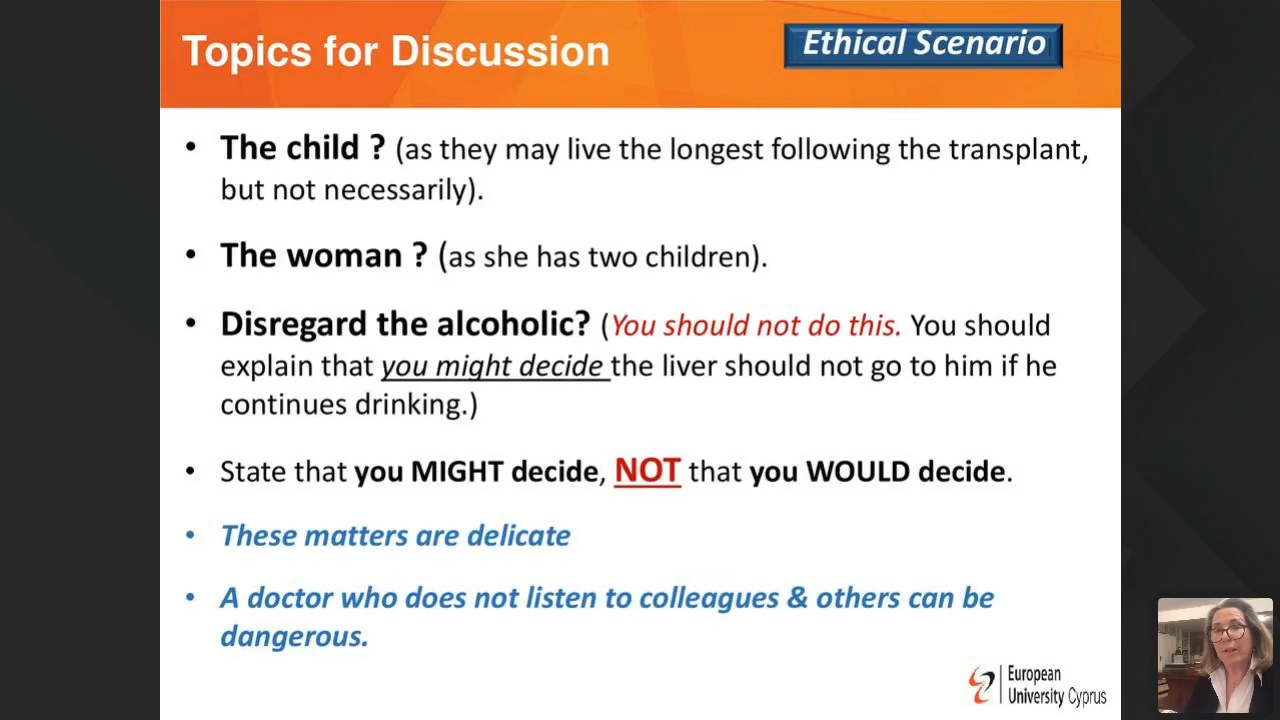 Topics for Discussion
Ethical Scenario
• The child ? (as they may live the longest following the transplant,
but not necessarily).
• The woman ? (as she has two children).
• Disregard the alcoholic? (You should not do this. You should
explain that you might decide the liver should not go to him if he
continues drinking.)
• State that you MIGHT decide, NOT that you WOULD decide.
• These matters are delicate
• A doctor who does not listen to colleagues & others can be
dangerous.
European
University Cyprus